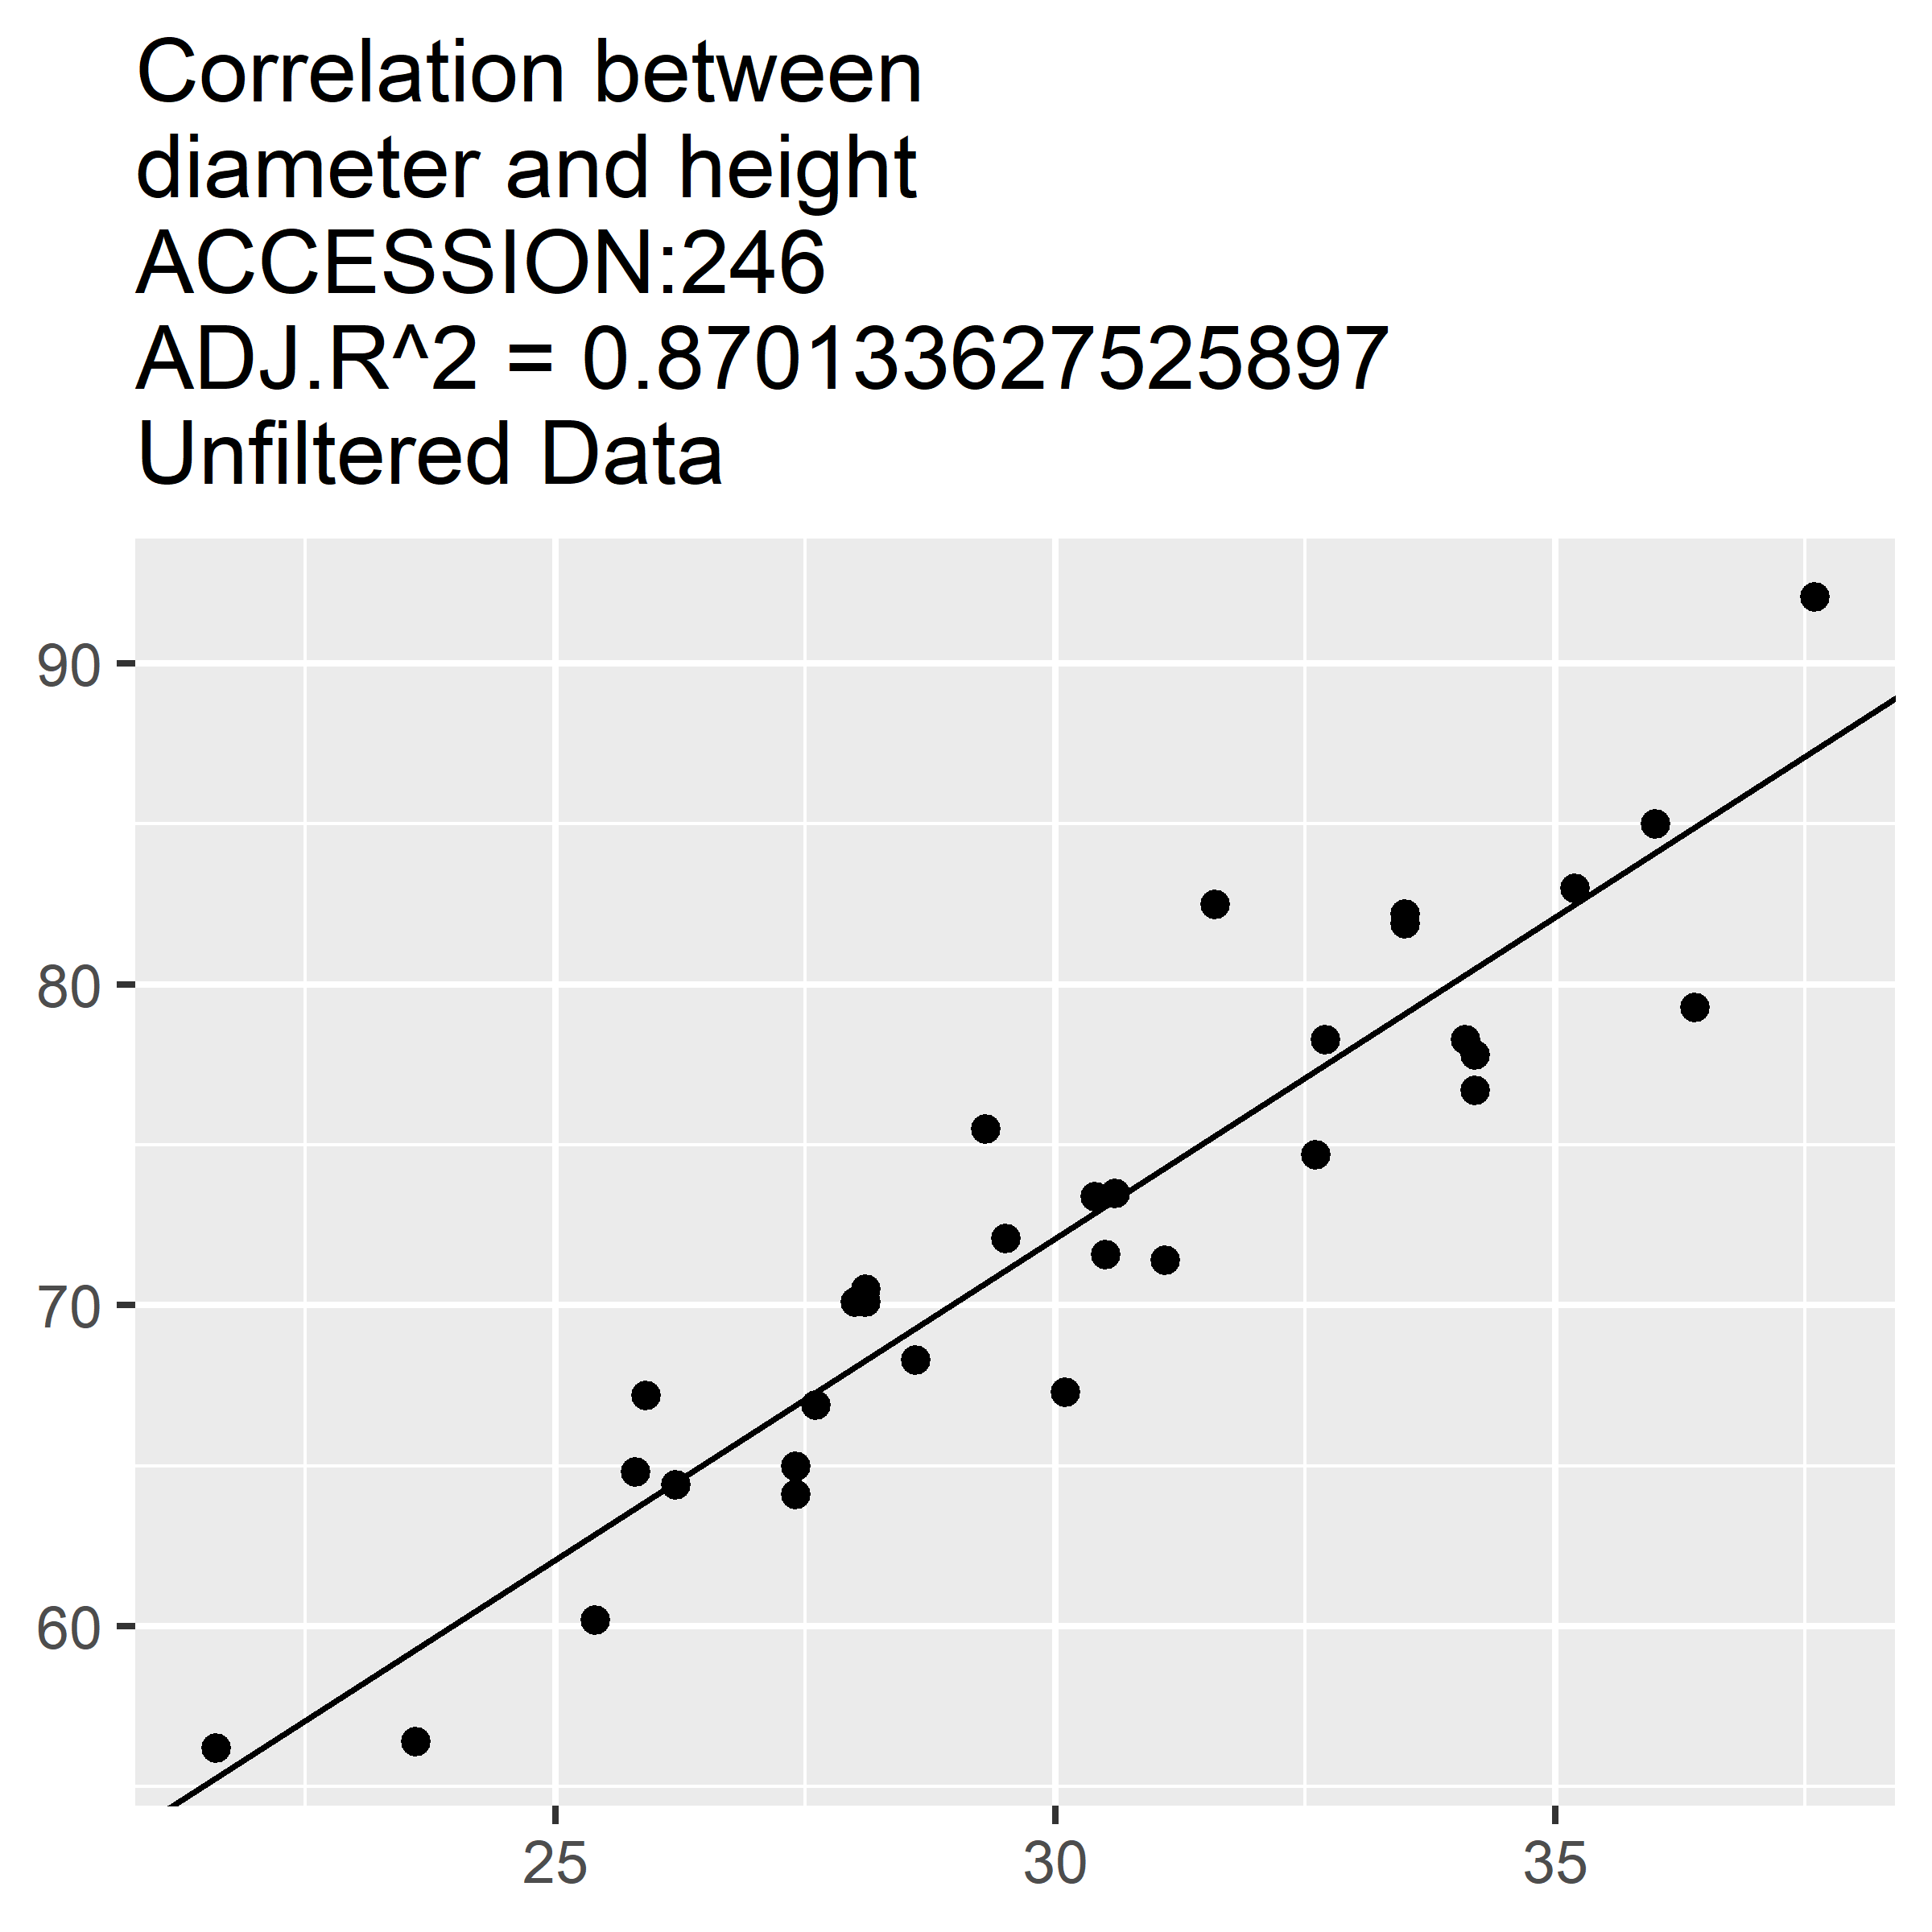 Correlation between
diameter and height
ACCESSION:246
ADJ.R^2 = 0.870133627525897
Unfiltered Data
90
80
70
60
25 30 35